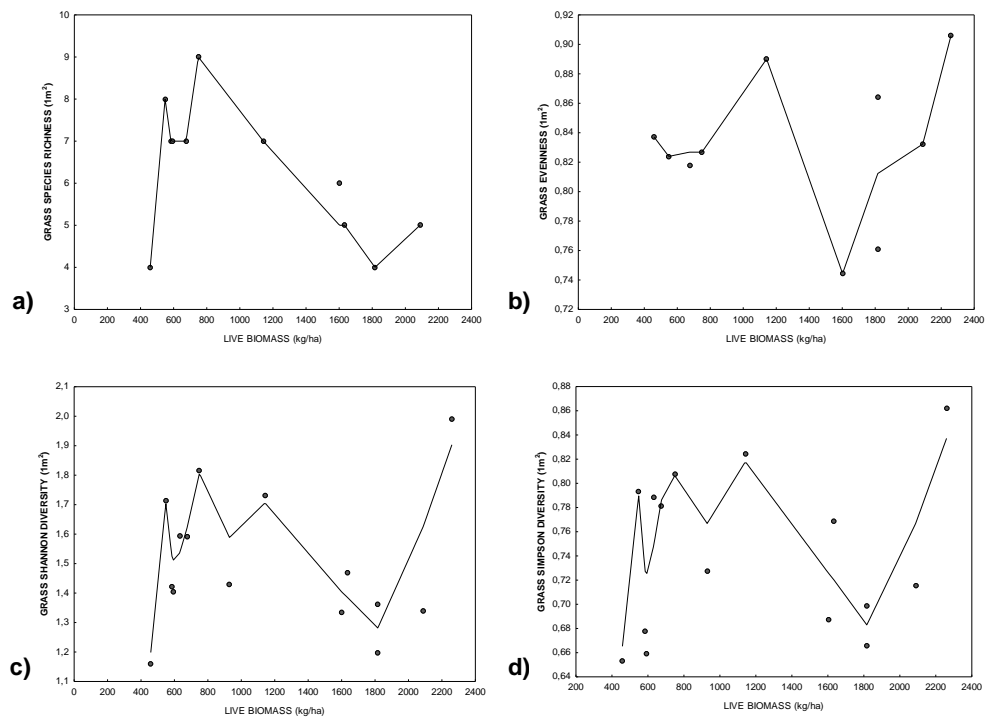 GRASS SPECIES RICHNESS (1m²)
10
9
8
7
6
5
4
3
0 200 400 600 800 1000 1200 1400 1600 1800 2000 2200 2400
LIVE BIOMASS (kg/ha)
a)
GRASS EVENNESS (1m²)
0,92
0,90
0,88
0,86
0,84
0,82
0,80
0,78
0,76
0,74
0,72
0 200 400 600 800 1000 1200 1400 1600 1800 2000 2200 2400
LIVE BIOMASS (kg/ha)
b)
GRASS SHANNON DIVERSITY (1m²)
2,1
2,0
1,9
1,8
1,7
1,6
1,5
1,4
1,3
1,2
1,1
0 200 400 600 800 1000 1200 1400 1600 1800 2000 2200 2400
LIVE BIOMASS (kg/ha)
c)
GRASS SIMPSON DIVERSITY (1m²)
0,88
0,86
0,84
0,82
0,80
0,78
0,76
0,74
0,72
0,70
0,68
0,66
0,64
200 400 600 800 1000 1200 1400 1600 1800 2000 2200 2400
LIVE BIOMASS (kg/ha)
d)